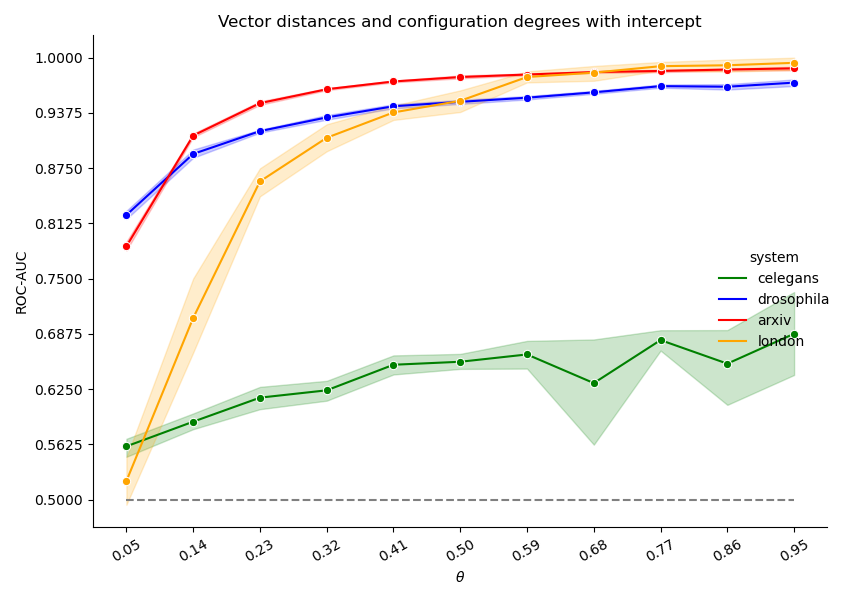 Vector distances and configuration degrees with intercept
1.0000
0.9375
0.8750
0.8125
0.7500
0.6875
0.6250
0.5625
0.5000
ROC-AUC
system
celegans
drosophila
arxiv
london
0.05 0.14 0.23 0.32 0.41 0.50 0.59 0.68 0.77 0.86 0.95
θ